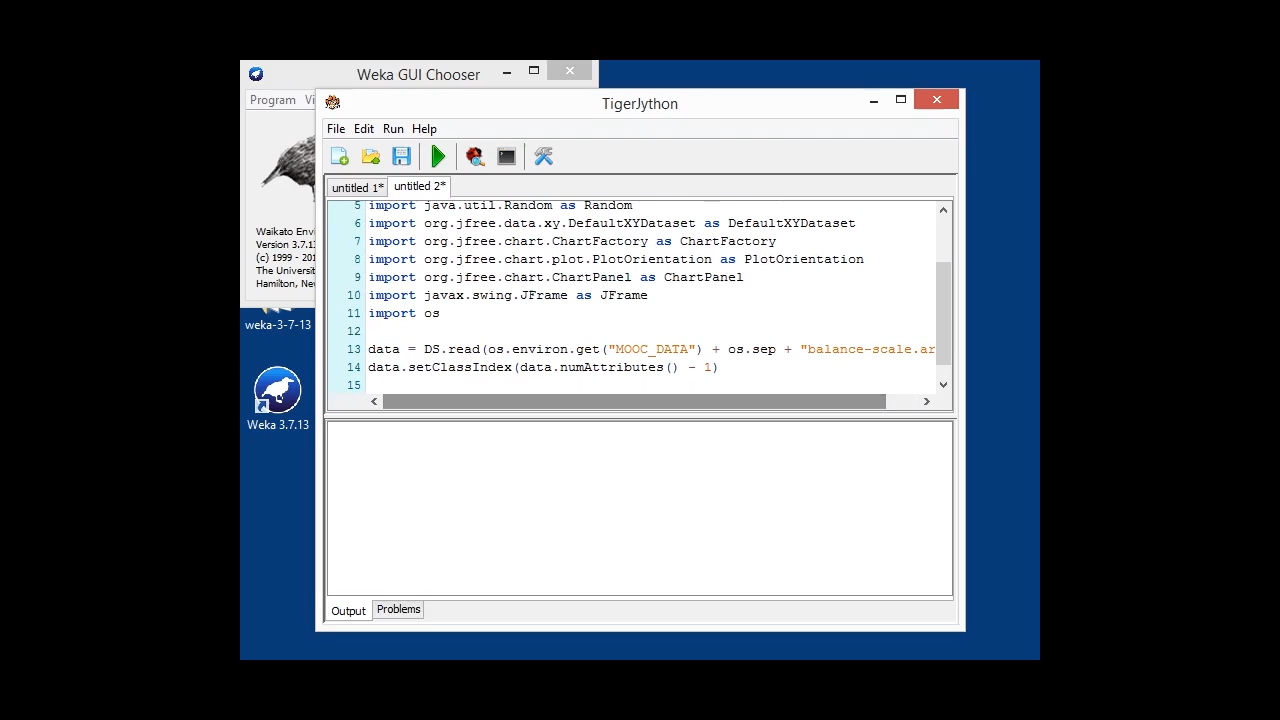 Weka GUI Chooser
Program
TigerJython
File Edit Run Help
untitled 1* untitled 2*
5 import java.util.Random as Random
6 import org.jfree.data.xy.DefaultXYDataset as DefaultXYDataset
7 import org.jfree.chart.ChartFactory as ChartFactory
8 import org.jfree.chart.plot.PlotOrientation as PlotOrientation
9 import org.jfree.chart.ChartPanel as ChartPanel
10 import javax.swing.JFrame as JFrame
11 import os
12
13 data = DS.read(os.environ.get("MOOC_DATA") + os.sep + "balance-scale.ar
14 data.setClassIndex(data.numAttributes() - 1)
15
Waikato
Version 3.7.13
(c) 1999 -
The
Hamilton,
weka-3-7-13
Weka 3.7.13
Output Problems